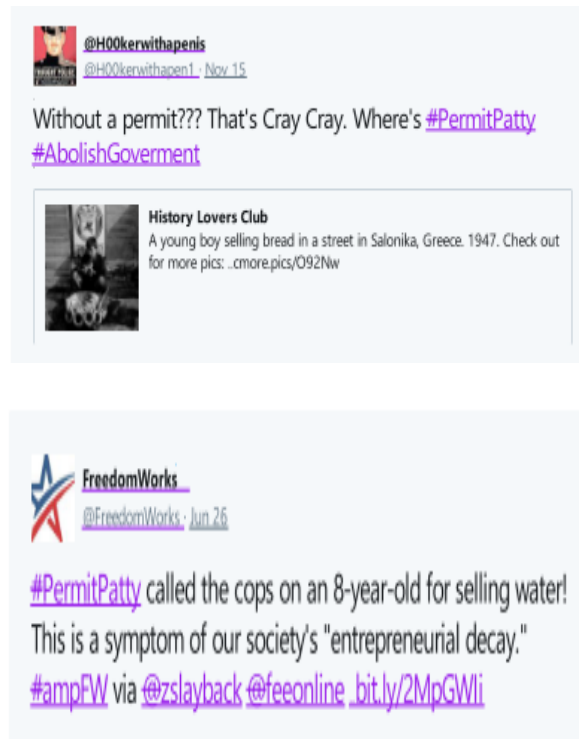 @H00kerwithapenis
@H00kerwithapen1 · Nov 15
Without a permit??? That's Cray Cray. Where's #PermitPatty
#AbolishGoverment
History Lovers Club
A young boy selling bread in a street in Salonika, Greece. 1947. Check out
for more pics: ..cmore.pics/O92Nw
FreedomWorks
@FreedomWorks · Jun 26
#PermitPatty called the cops on an 8-year-old for selling water!
This is a symptom of our society's "entrepreneurial decay."
#ampFW via @zslayback @feeonline bit.ly/2MpGWIi